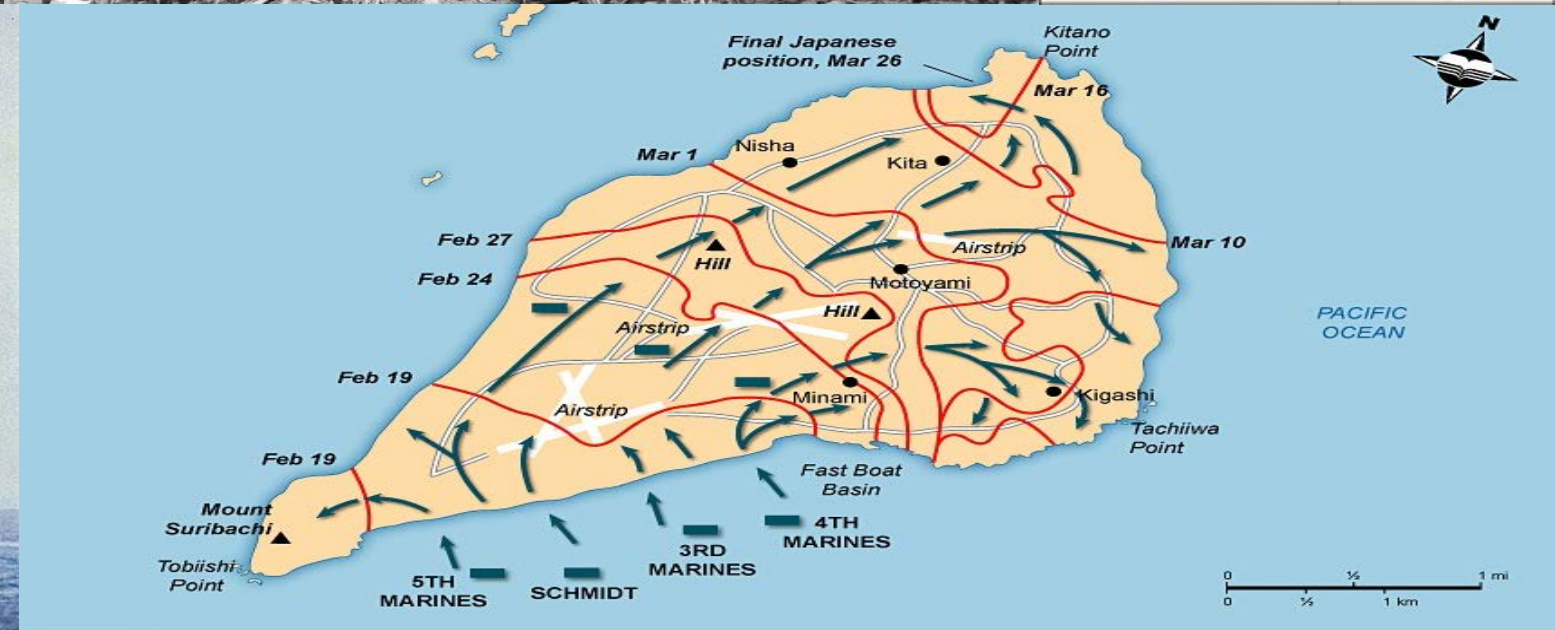 N
Kitano
Point
Final Japanese
position, Mar 26
Mar 16
Mar 1
Nisha
Kita
Feb 27
Hill
Airstrip
Mar 10
Feb 24
Motoyami
Hill
PACIFIC
OCEAN
Airstrip
Feb 19
Minami
Kigashi
Airstrip
Tachiiwa
Point
Feb 19
Fast Boat
Basin
Mount
Suribachi
4TH
MARINES
3RD
MARINES
Tobiishi
Point
5TH
MARINES
SCHMIDT
0 ½ 1 mi
0 ½ 1 km